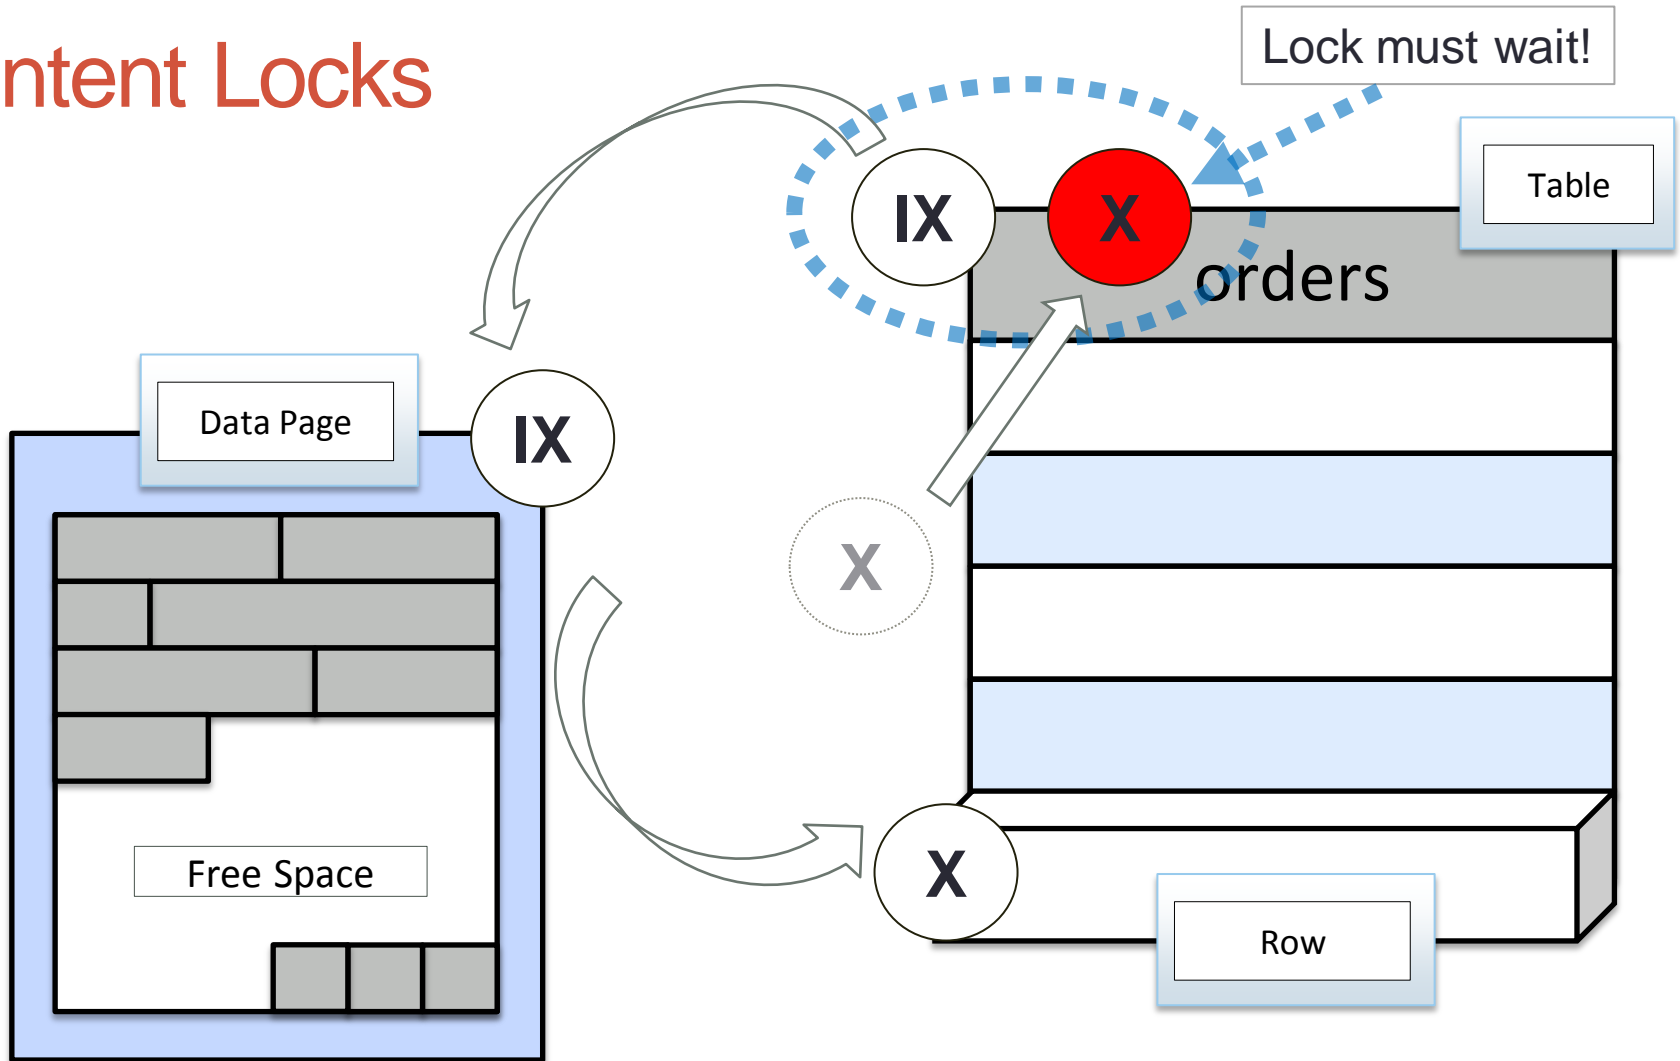 ntent Locks
Lock must wait!
Table
IX
X
orders
Data Page
IX
X
Free Space
X
Row